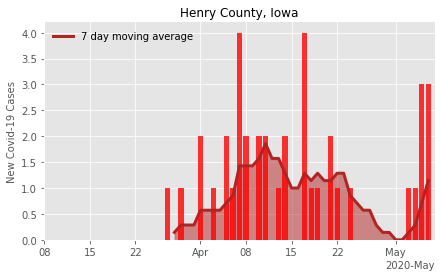 Henry County, Iowa
7 day moving average
New Covid-19 Cases
4.0
3.5
3.0
2.5
2.0
1.5
1.0
0.5
0.0
08 15 22 Apr 08 15 22 May
2020-May